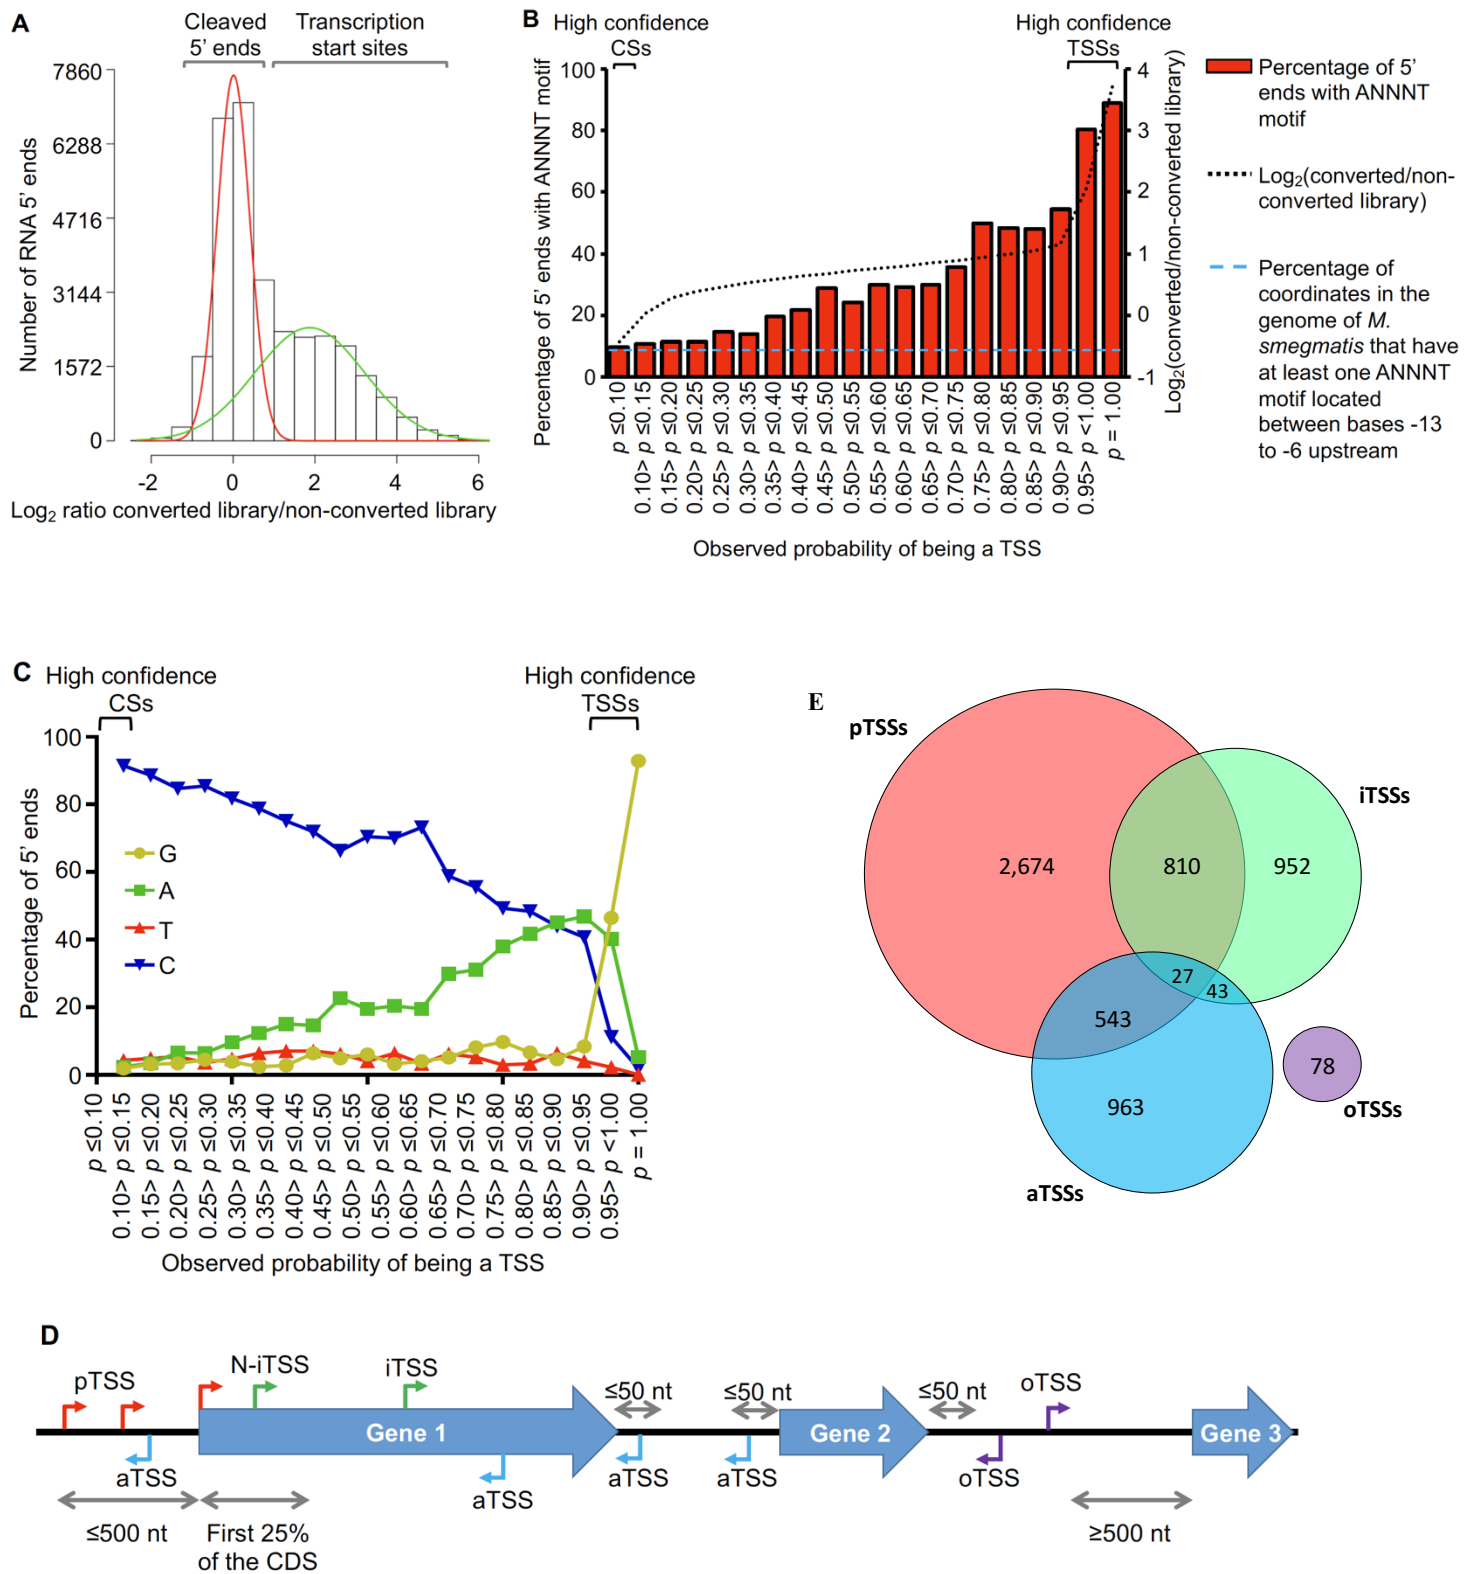 A
Cleaved
5’ ends
Transcription
start sites
7860
6288
4716
3144
1572
0
Number of RNA 5’ ends
-2
0
2
4
6
Log2 ratio converted library/non-converted library
B
High confidence
CSs
High confidence
TSSs
100
80
60
40
20
0
Percentage of 5’ ends with ANNNT motif
4
3
2
1
0
-1
Log2(converted/non-converted library)
p ≤0.10
0.10> p ≤0.15
0.15> p ≤0.20
0.20> p ≤0.25
0.25> p ≤0.30
0.30> p ≤0.35
0.35> p ≤0.40
0.40> p ≤0.45
0.45> p ≤0.50
0.50> p ≤0.55
0.55> p ≤0.60
0.60> p ≤0.65
0.65> p ≤0.70
0.70> p ≤0.75
0.75> p ≤0.80
0.80> p ≤0.85
0.85> p ≤0.90
0.90> p ≤0.95
0.95> p <1.00
p = 1.00
Observed probability of being a TSS
Percentage of 5’
ends with ANNNT
motif
Log2(converted/non-
converted library)
Percentage of
coordinates in the
genome of M.
smegmatis that have
at least one ANNNT
motif located
between bases -13
to -6 upstream
C
High confidence
CSs
High confidence
TSSs
100
80
60
40
20
0
Percentage of 5’ ends
G
A
T
C
p ≤0.10
0.10> p ≤0.15
0.15> p ≤0.20
0.20> p ≤0.25
0.25> p ≤0.30
0.30> p ≤0.35
0.35> p ≤0.40
0.40> p ≤0.45
0.45> p ≤0.50
0.50> p ≤0.55
0.55> p ≤0.60
0.60> p ≤0.65
0.65> p ≤0.70
0.70> p ≤0.75
0.75> p ≤0.80
0.80> p ≤0.85
0.85> p ≤0.90
0.90> p ≤0.95
0.95> p <1.00
p = 1.00
Observed probability of being a TSS
E
pTSSs
iTSSs
2,674
810
952
27
43
543
963
78
oTSSs
aTSSs
D
pTSS
N-iTSS
iTSS
≤50 nt
≤50 nt
≤50 nt
oTSS
Gene 1
Gene 2
Gene 3
aTSS
aTSS
aTSS
aTSS
oTSS
≤500 nt
First 25%
of the CDS
≥500 nt